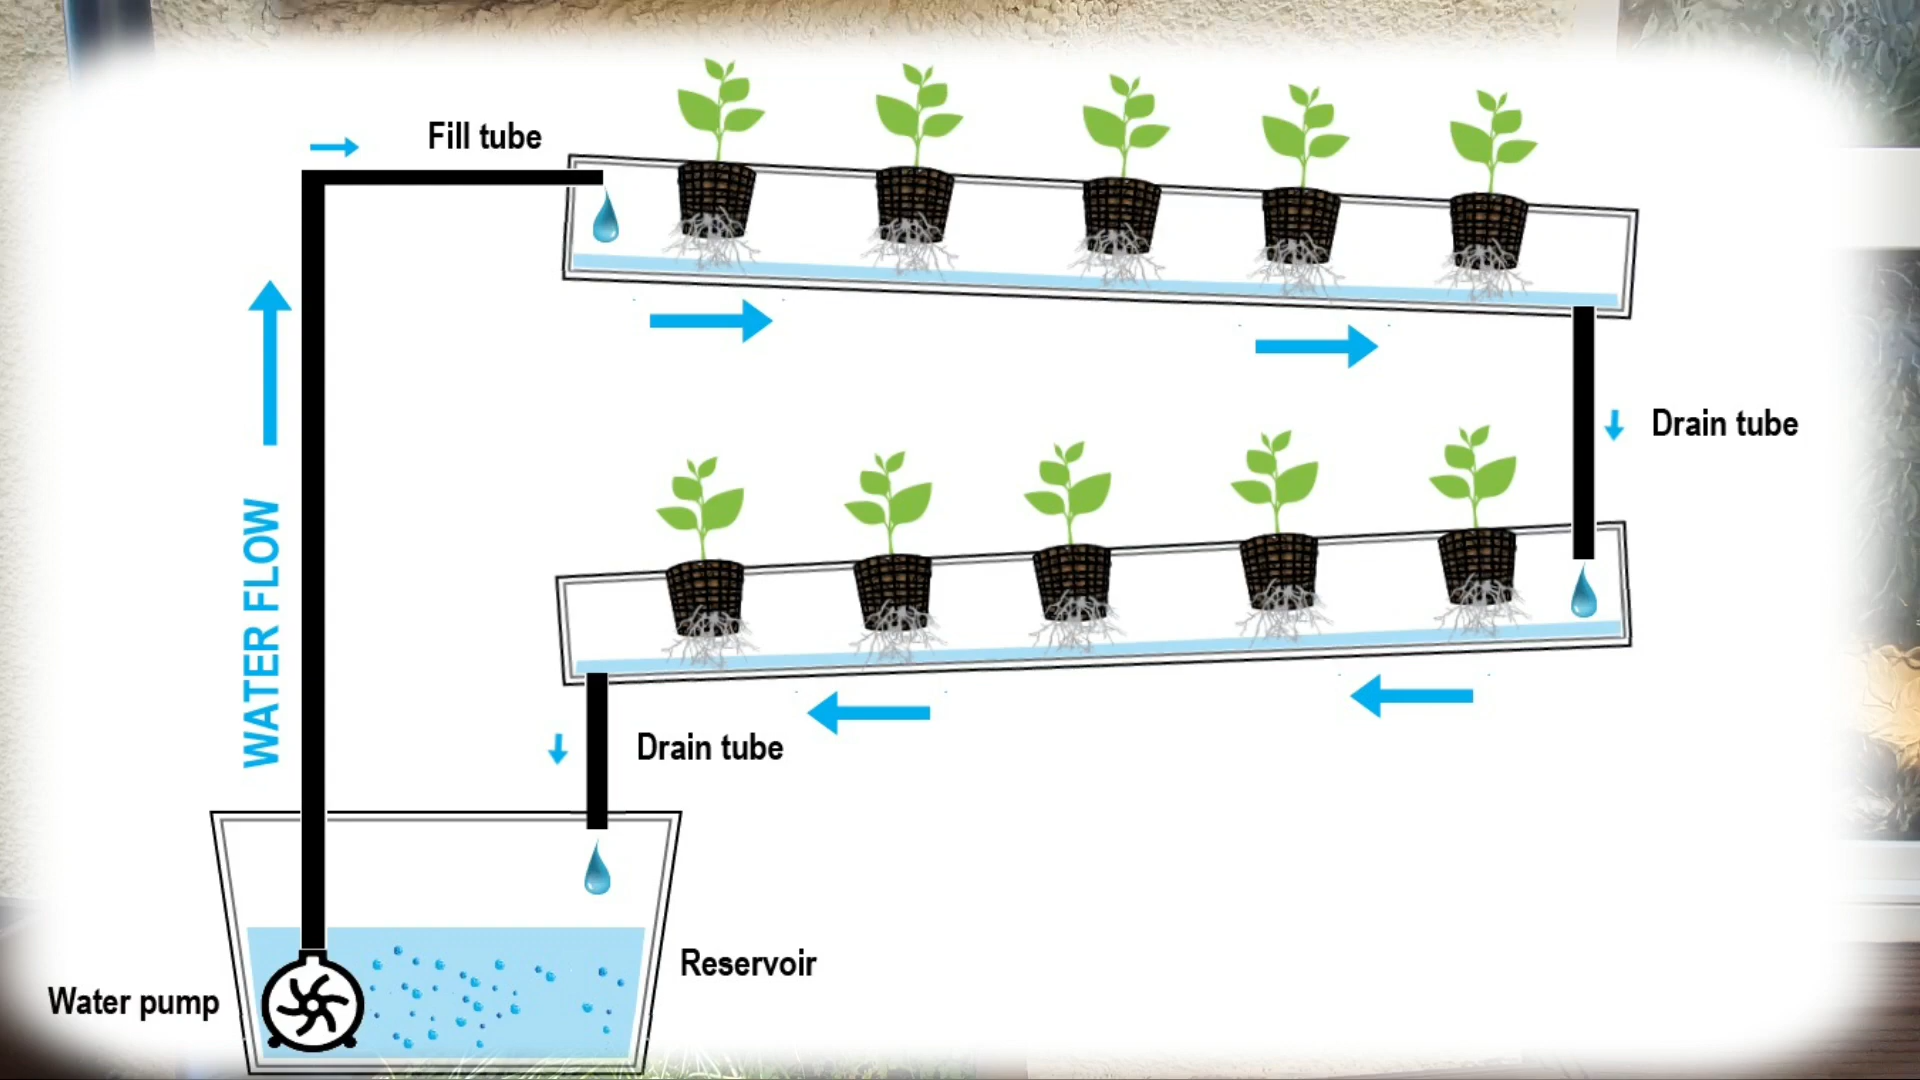 Fill tube
Drain tube
WATER FLOW
Drain tube
Reservoir
Water pump